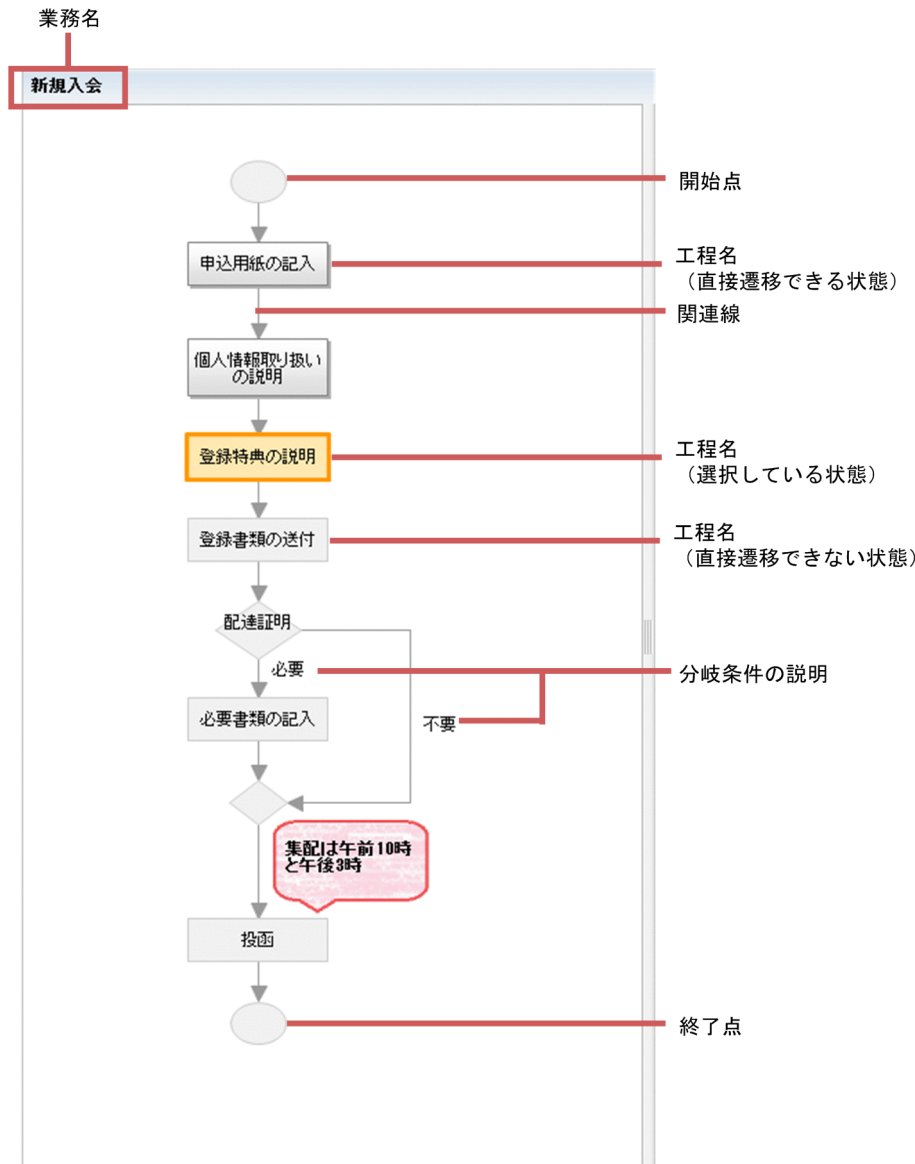 業務名
新規入会
開始点
申込用紙の記入
工程名
（直接遷移できる状態）
関連線
個人情報取り扱い
の説明
登録特典の説明
工程名
（選択している状態）
登録書類の送付
工程名
（直接遷移できない状態）
配達証明
必要
分岐条件の説明
必要書類の記入
不要
集配は午前10時
と午後3時
投函
終了点